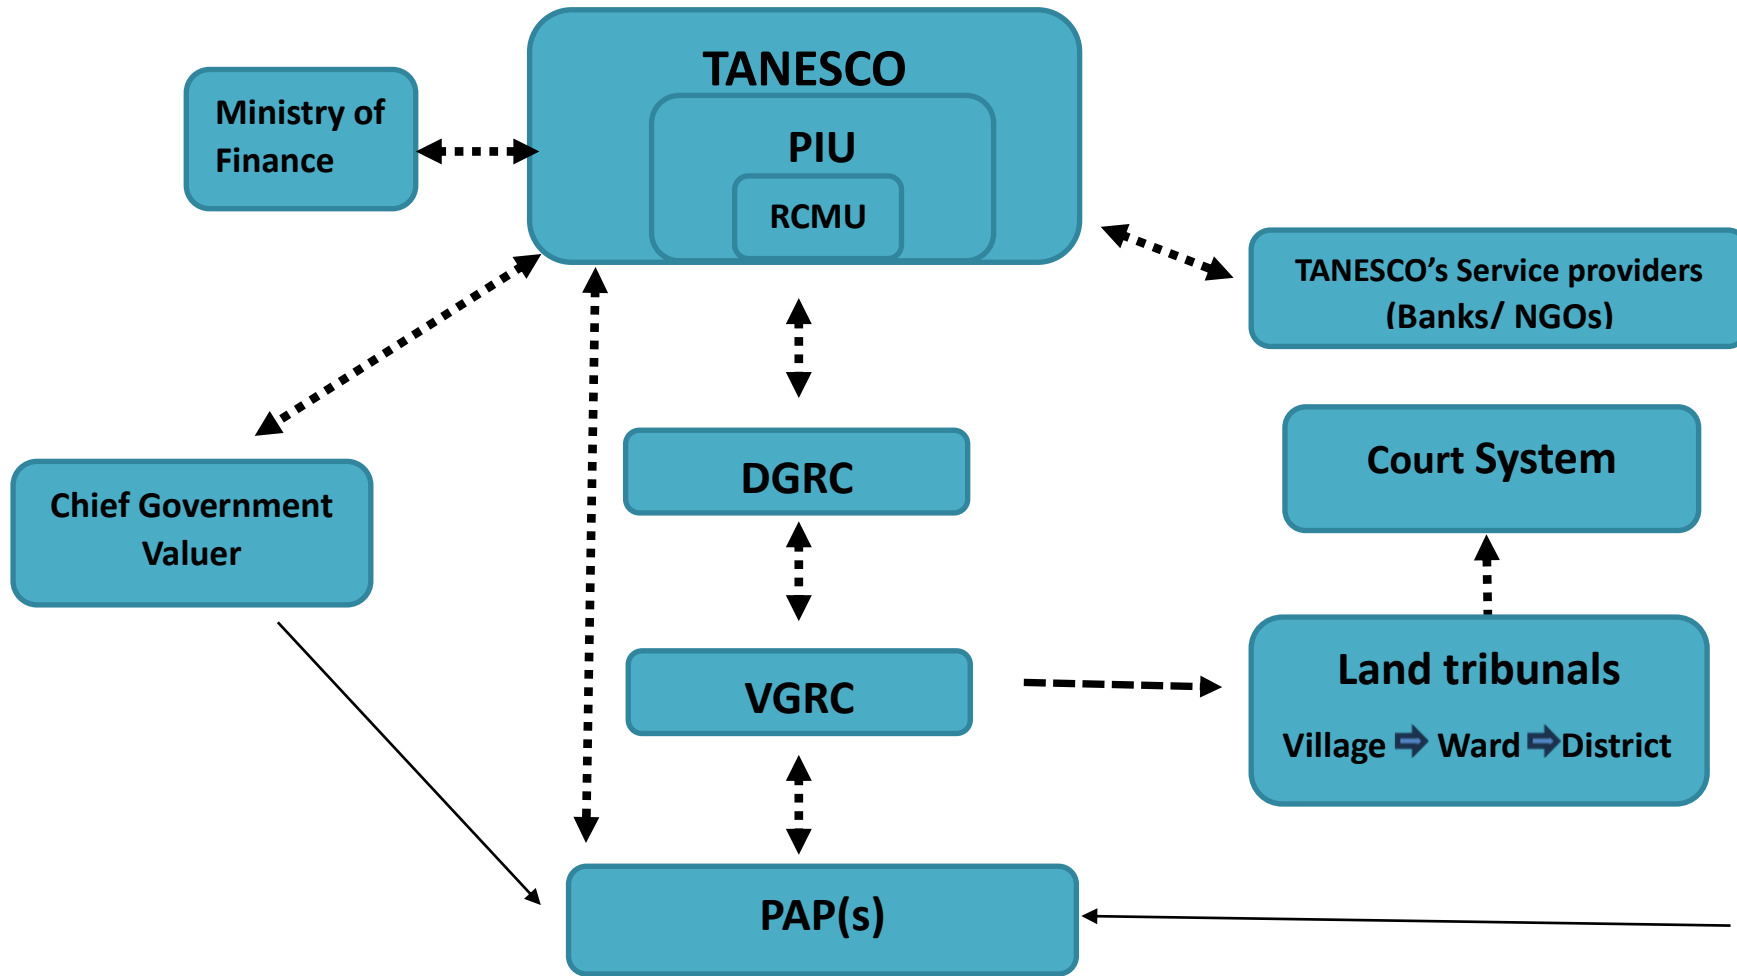 TANESCO
Ministry of
Finance
PIU
RCMU
TANESCO’s Service providers
(Banks/ NGOs)
Court System
DGRC
Chief Government
Valuer
Land tribunals
VGRC
Village Ward District
PAP(s)